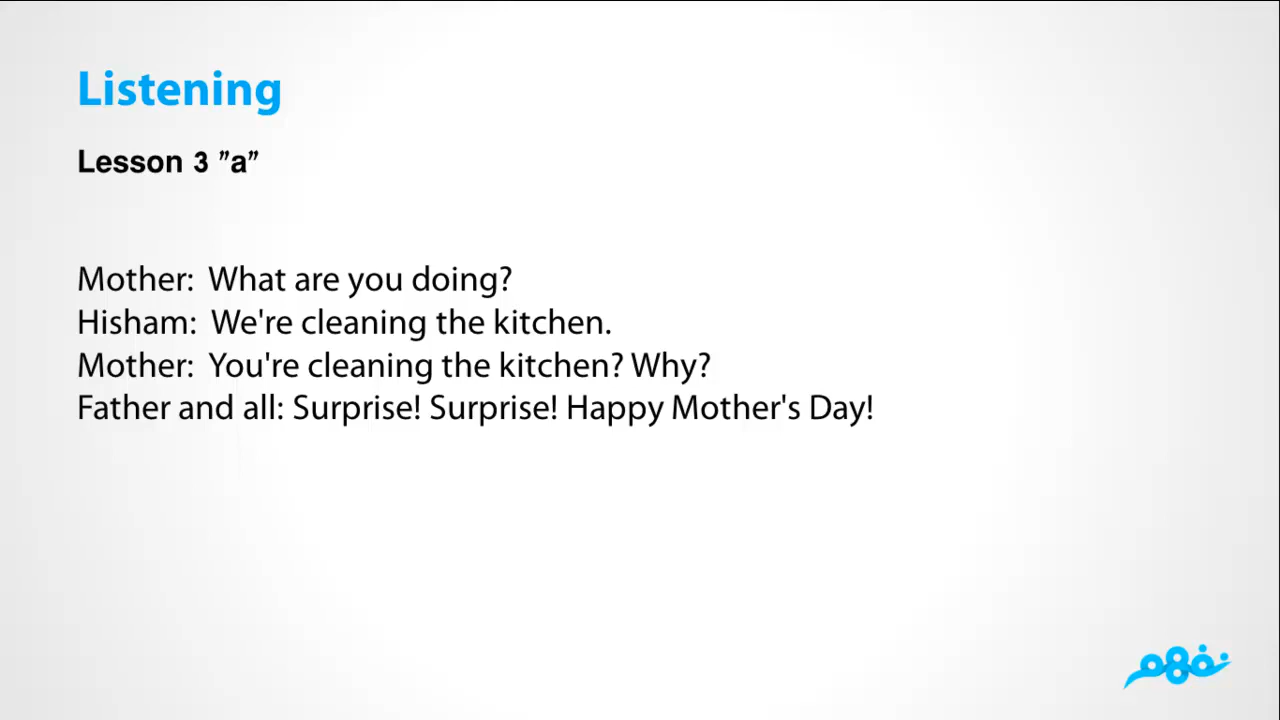 Listening
Lesson 3 ”a”
Mother:  What are you doing?
Hisham:  We're cleaning the kitchen.
Mother:  You're cleaning the kitchen? Why?
Father and all: Surprise! Surprise! Happy Mother's Day!
نفهم